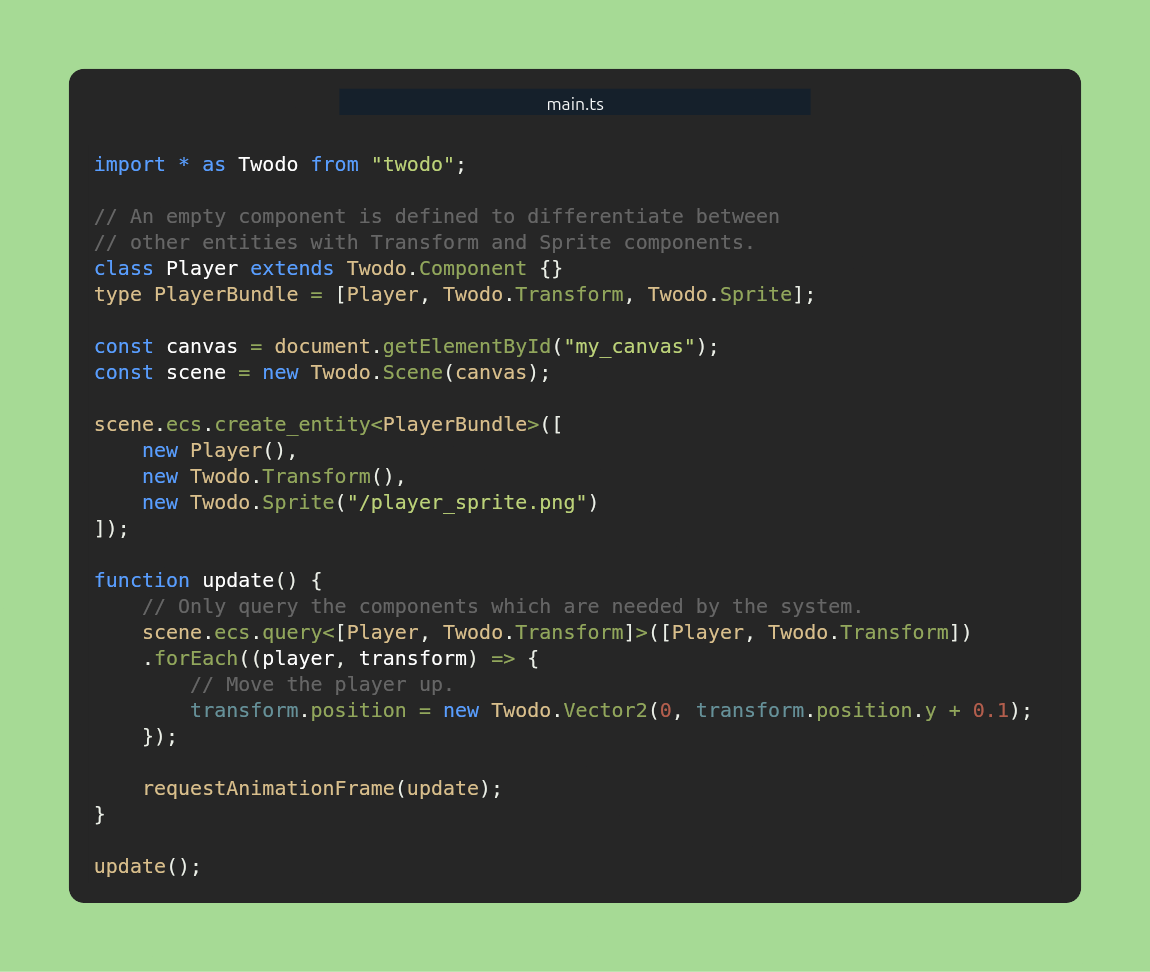 main.ts
import * as Twodo from "twodo";
// An empty component is defined to differentiate between
// other entities with Transform and Sprite components.
class Player extends Twodo.Component {}
type PlayerBundle = [Player, Twodo.Transform, Twodo.Sprite];
const canvas = document.getElementById("my_canvas");
const scene = new Twodo.Scene(canvas);
scene.ecs.create_entity<PlayerBundle>([
    new Player(),
    new Twodo.Transform(),
    new Twodo.Sprite("/player_sprite.png")
]);
function update() {
    // Only query the components which are needed by the system.
    scene.ecs.query<[Player, Twodo.Transform]>([Player, Twodo.Transform])
    .forEach((player, transform) => {
        // Move the player up.
        transform.position = new Twodo.Vector2(0, transform.position.y + 0.1);
    });
    requestAnimationFrame(update);
}
update();